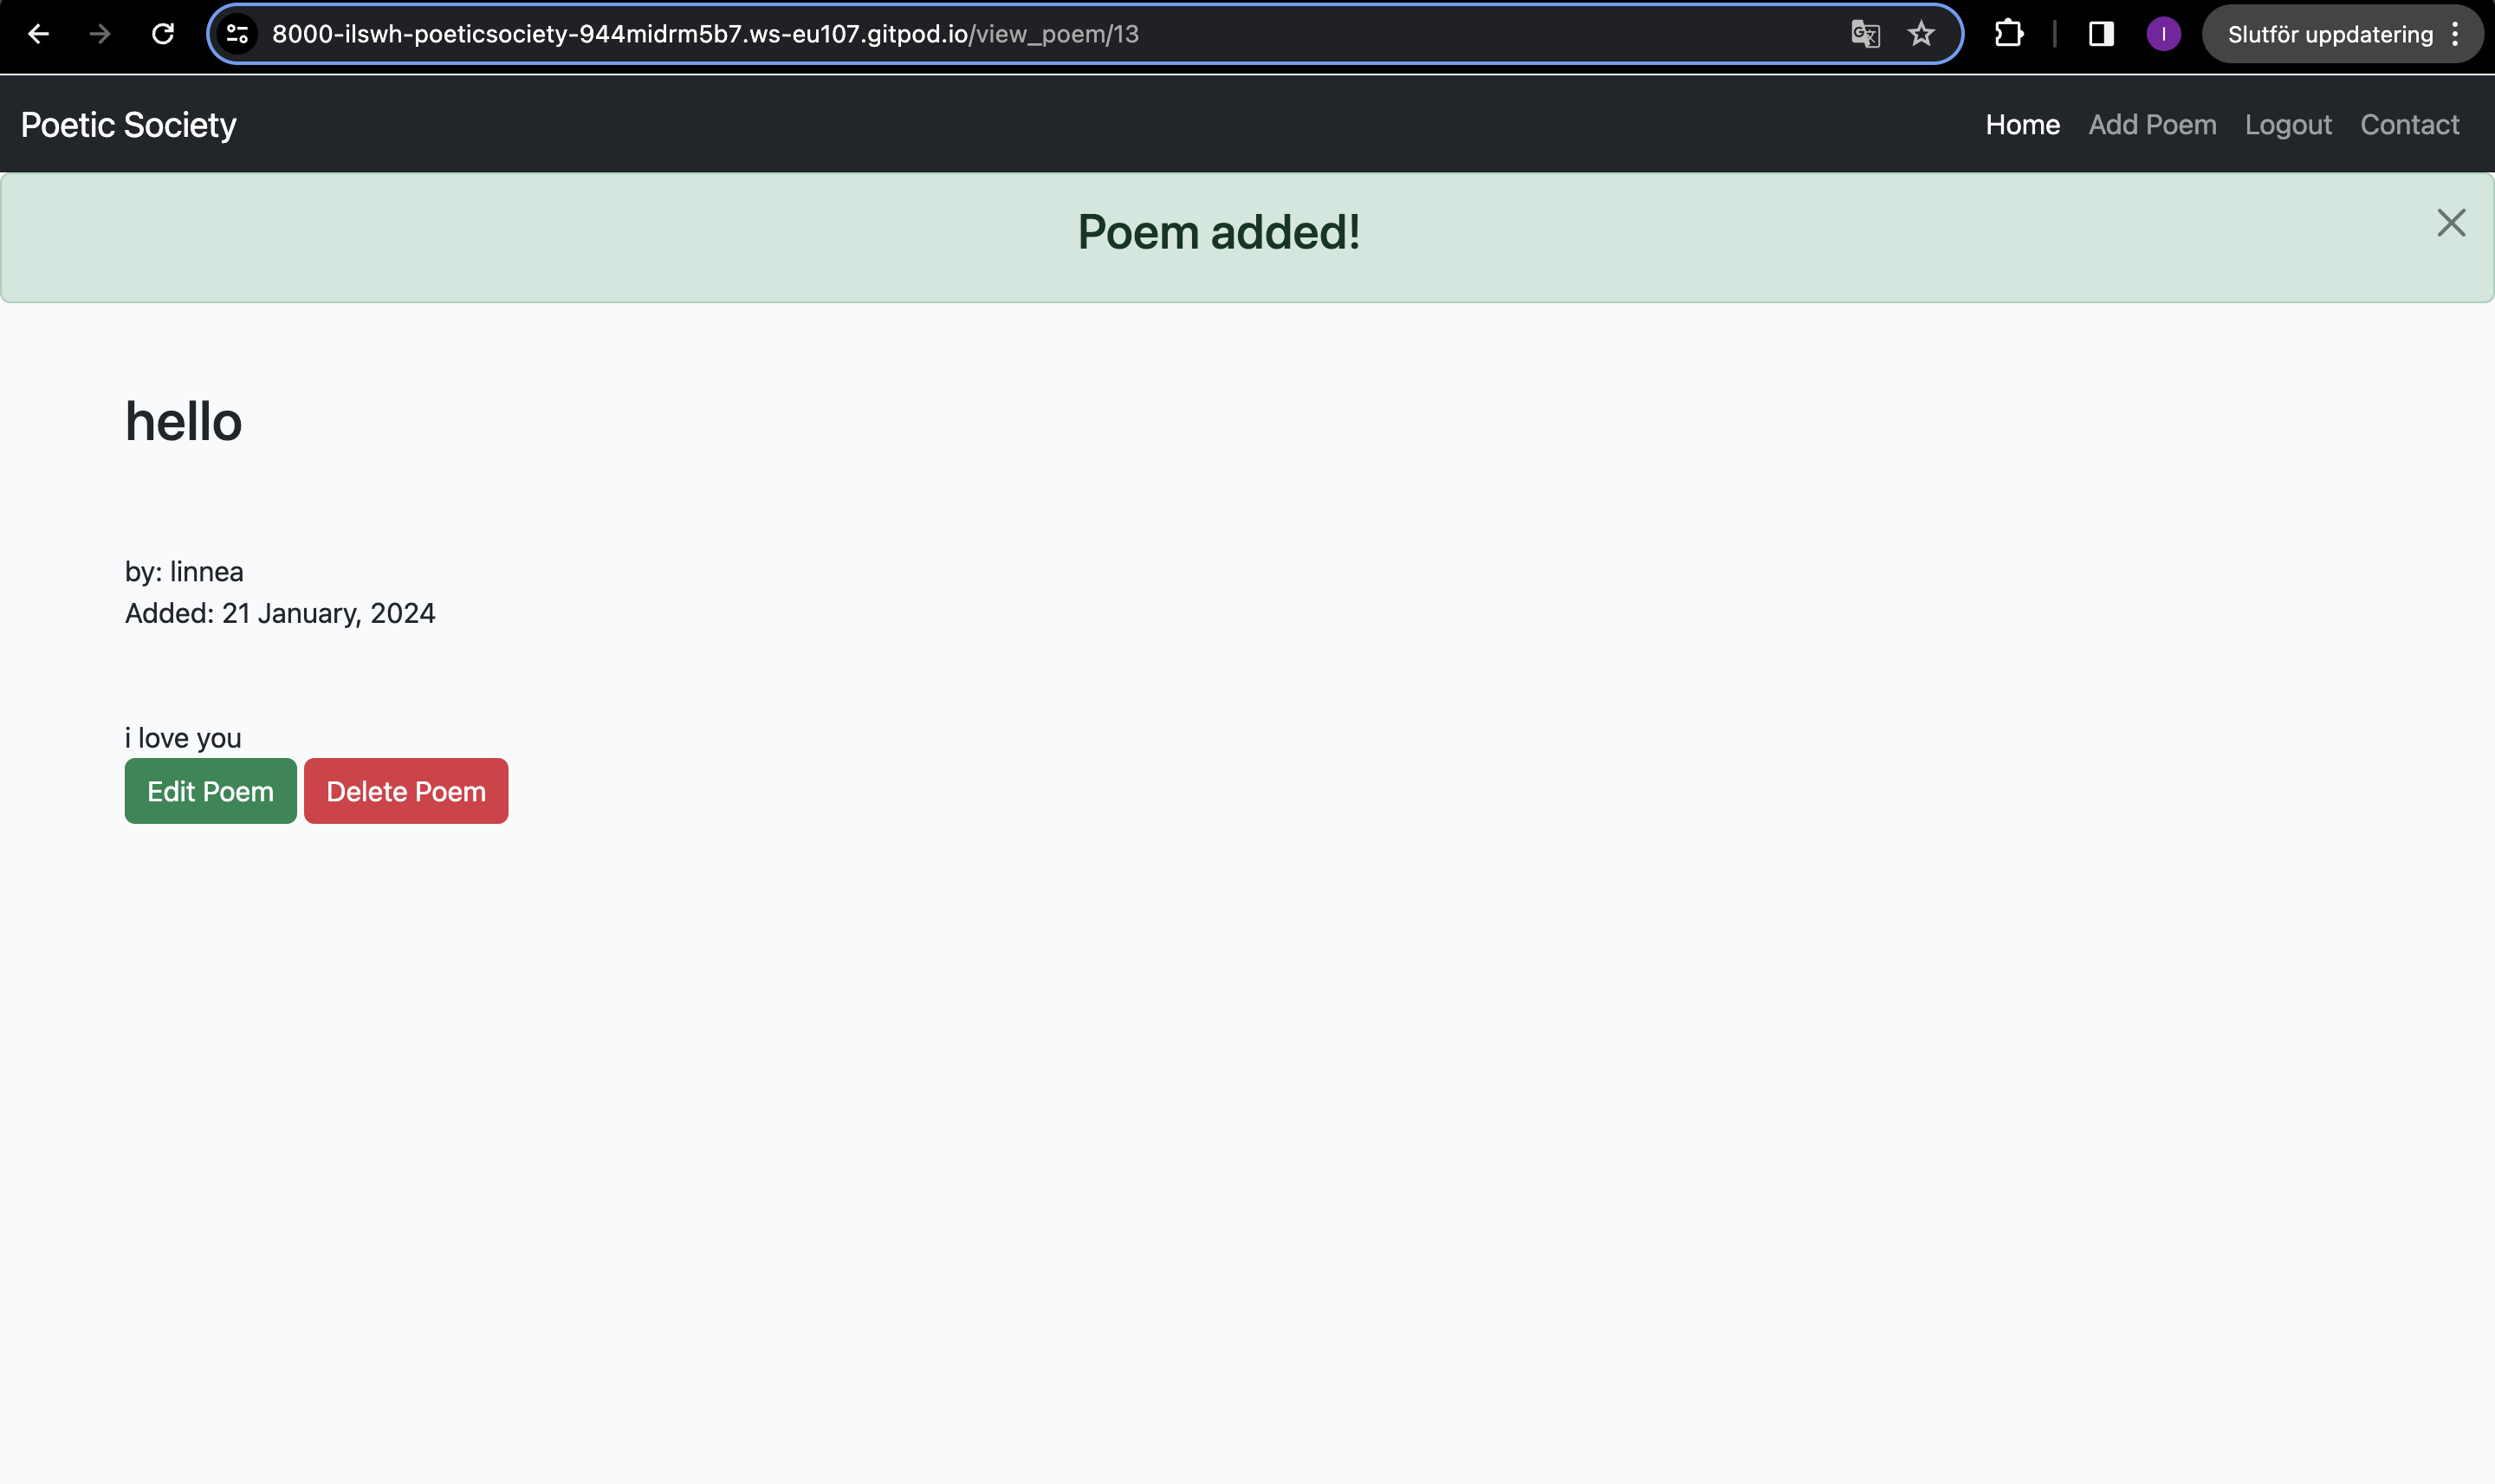 8000-ilswh-poeticsociety-944midrm5b7.ws-eu107.gitpod.io/view_poem/13
I
Slutför uppdatering
Poetic Society
Home Add Poem Logout Contact
Poem added!
hello
by: linnea
Added: 21 January, 2024
i love you
Edit Poem Delete Poem